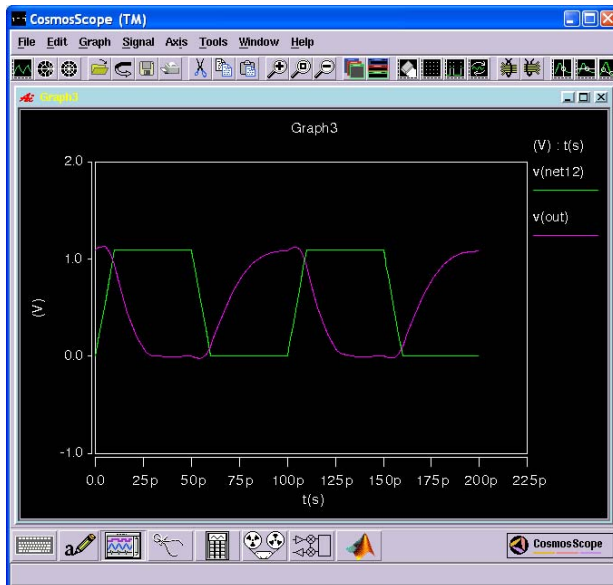 CosmosScope (TM)
File Edit Graph Signal Axis Tools Window Help
Graph3
Graph3
(V) : t(s)
v(net12)
v(out)
2.0
1.0
0.0
-1.0
(V)
0.0 25p 50p 75p 100p 125p 150p 175p 200p 225p
t(s)
a
CosmosScope